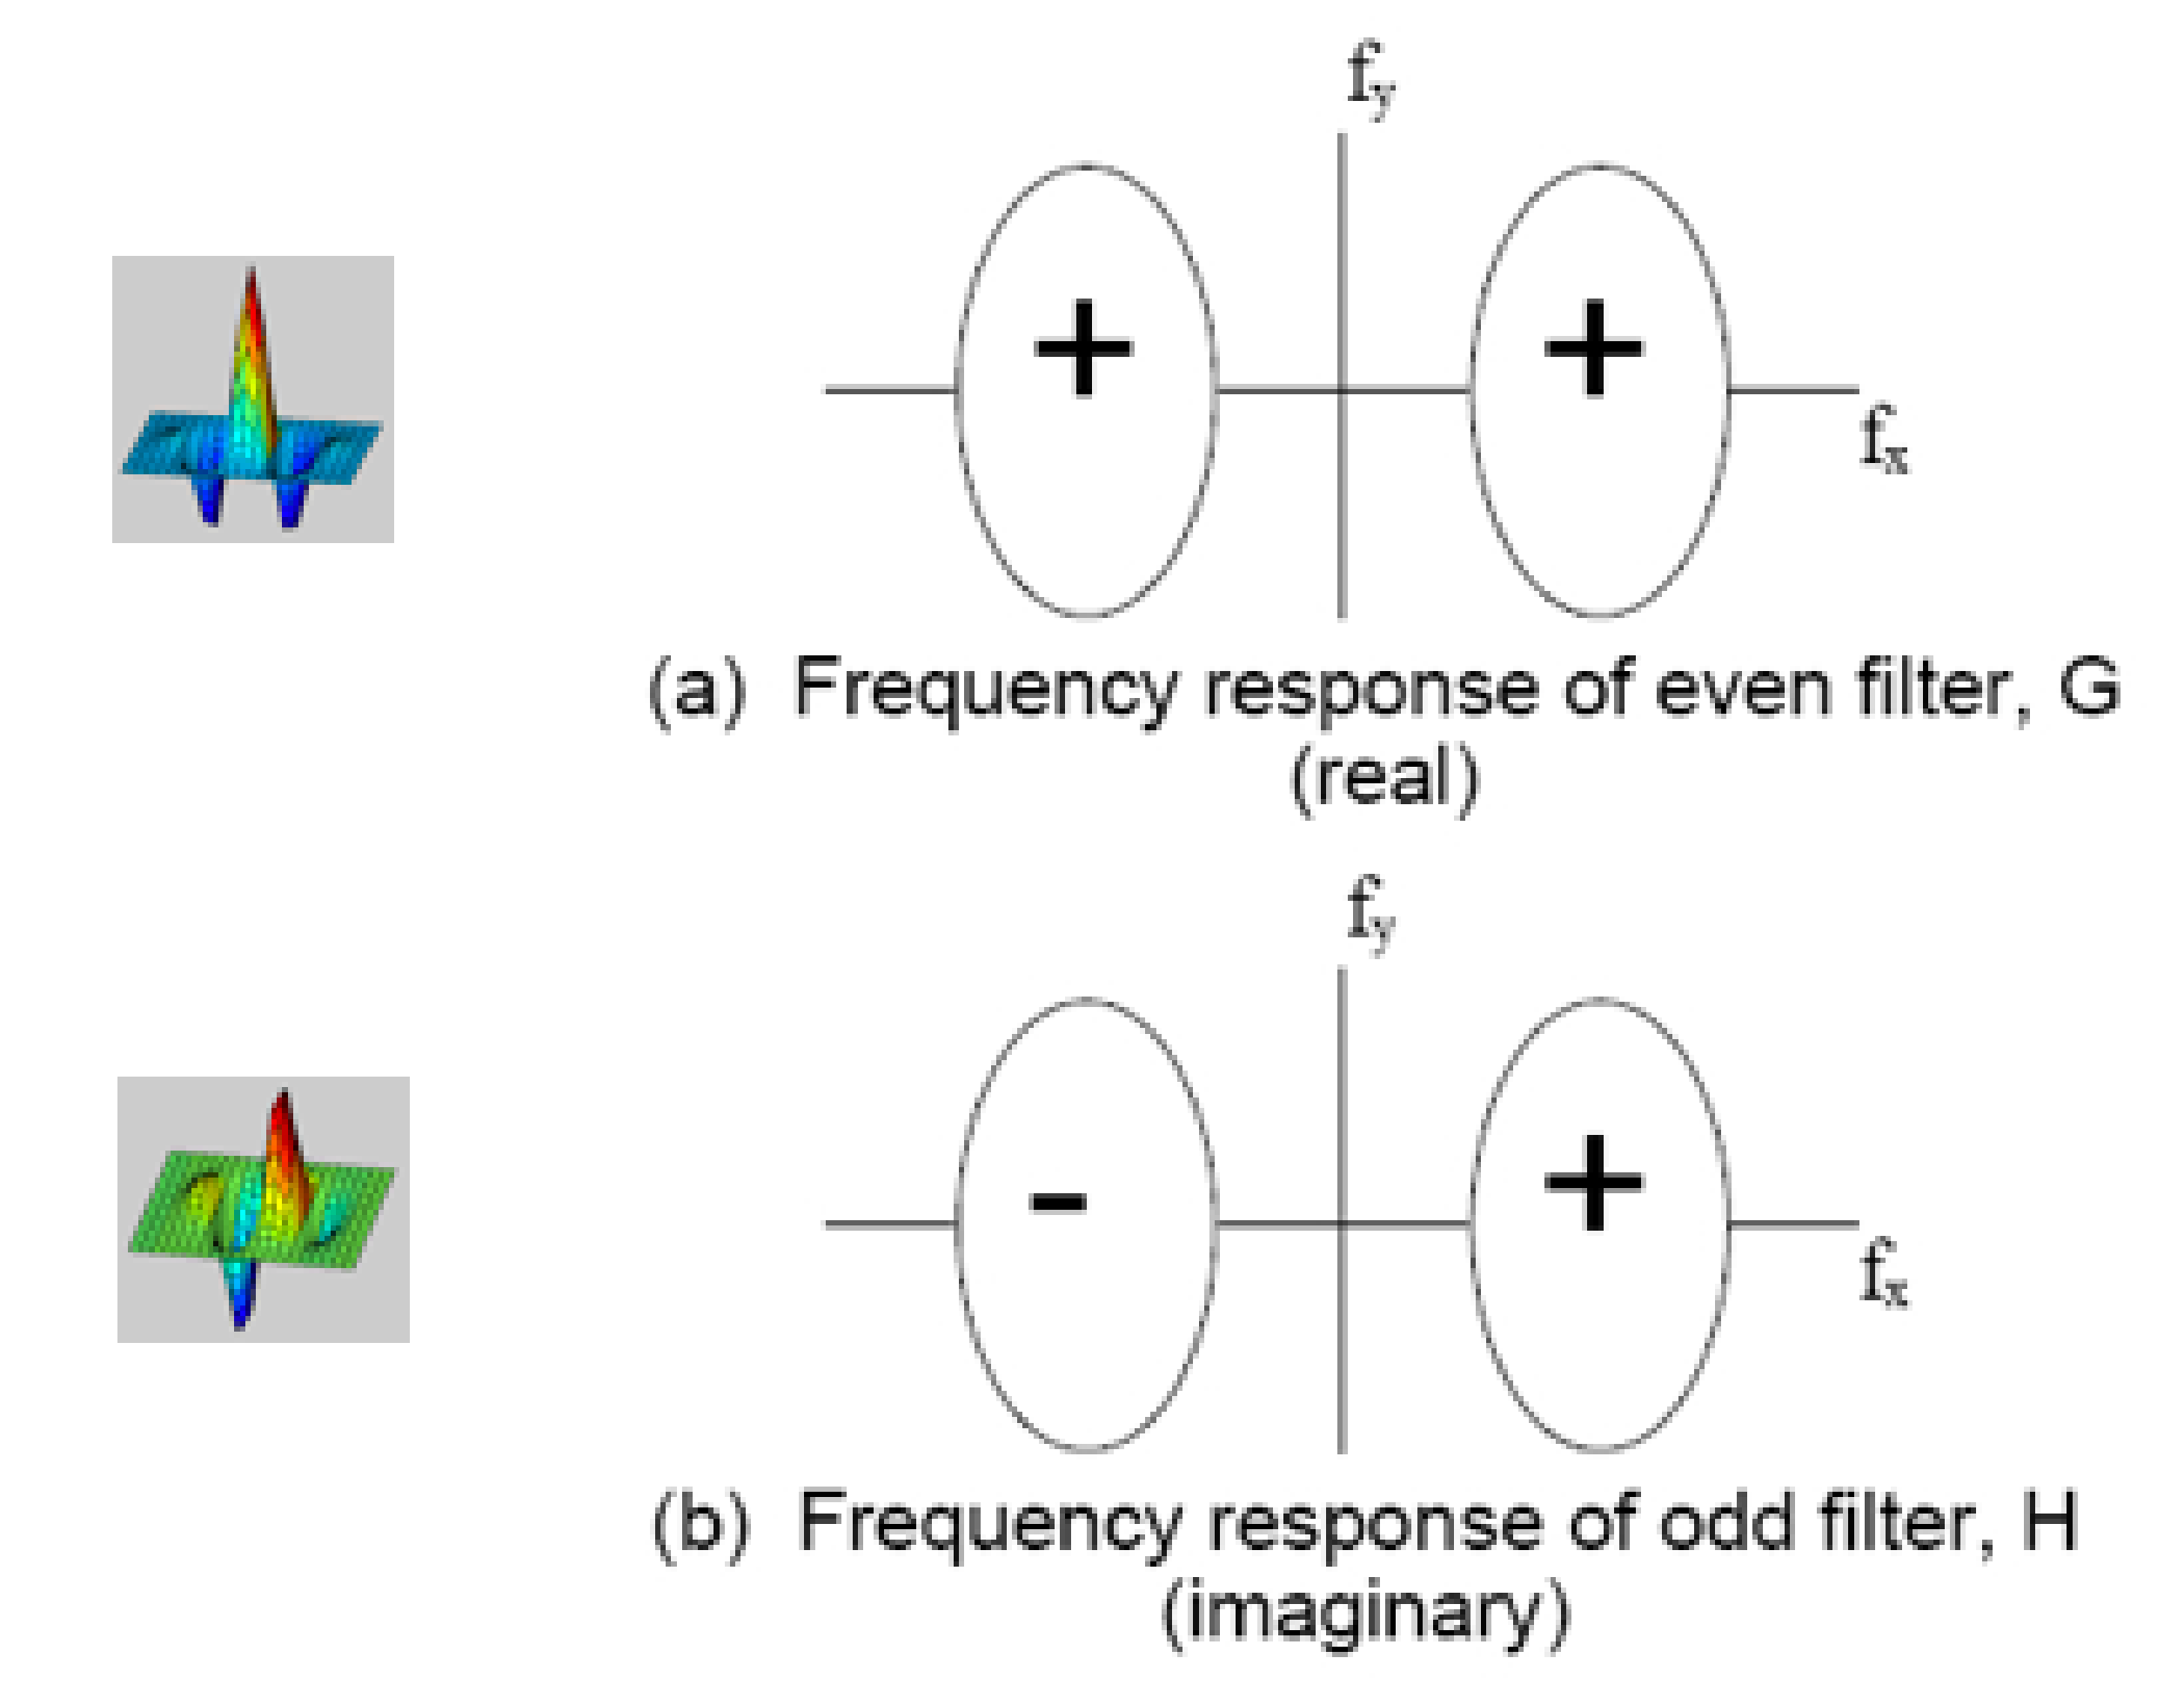 f_y
+ +
f_x
(a) Frequency response of even filter, G
(real)
f_y
- +
f_x
(b) Frequency response of odd filter, H
(imaginary)